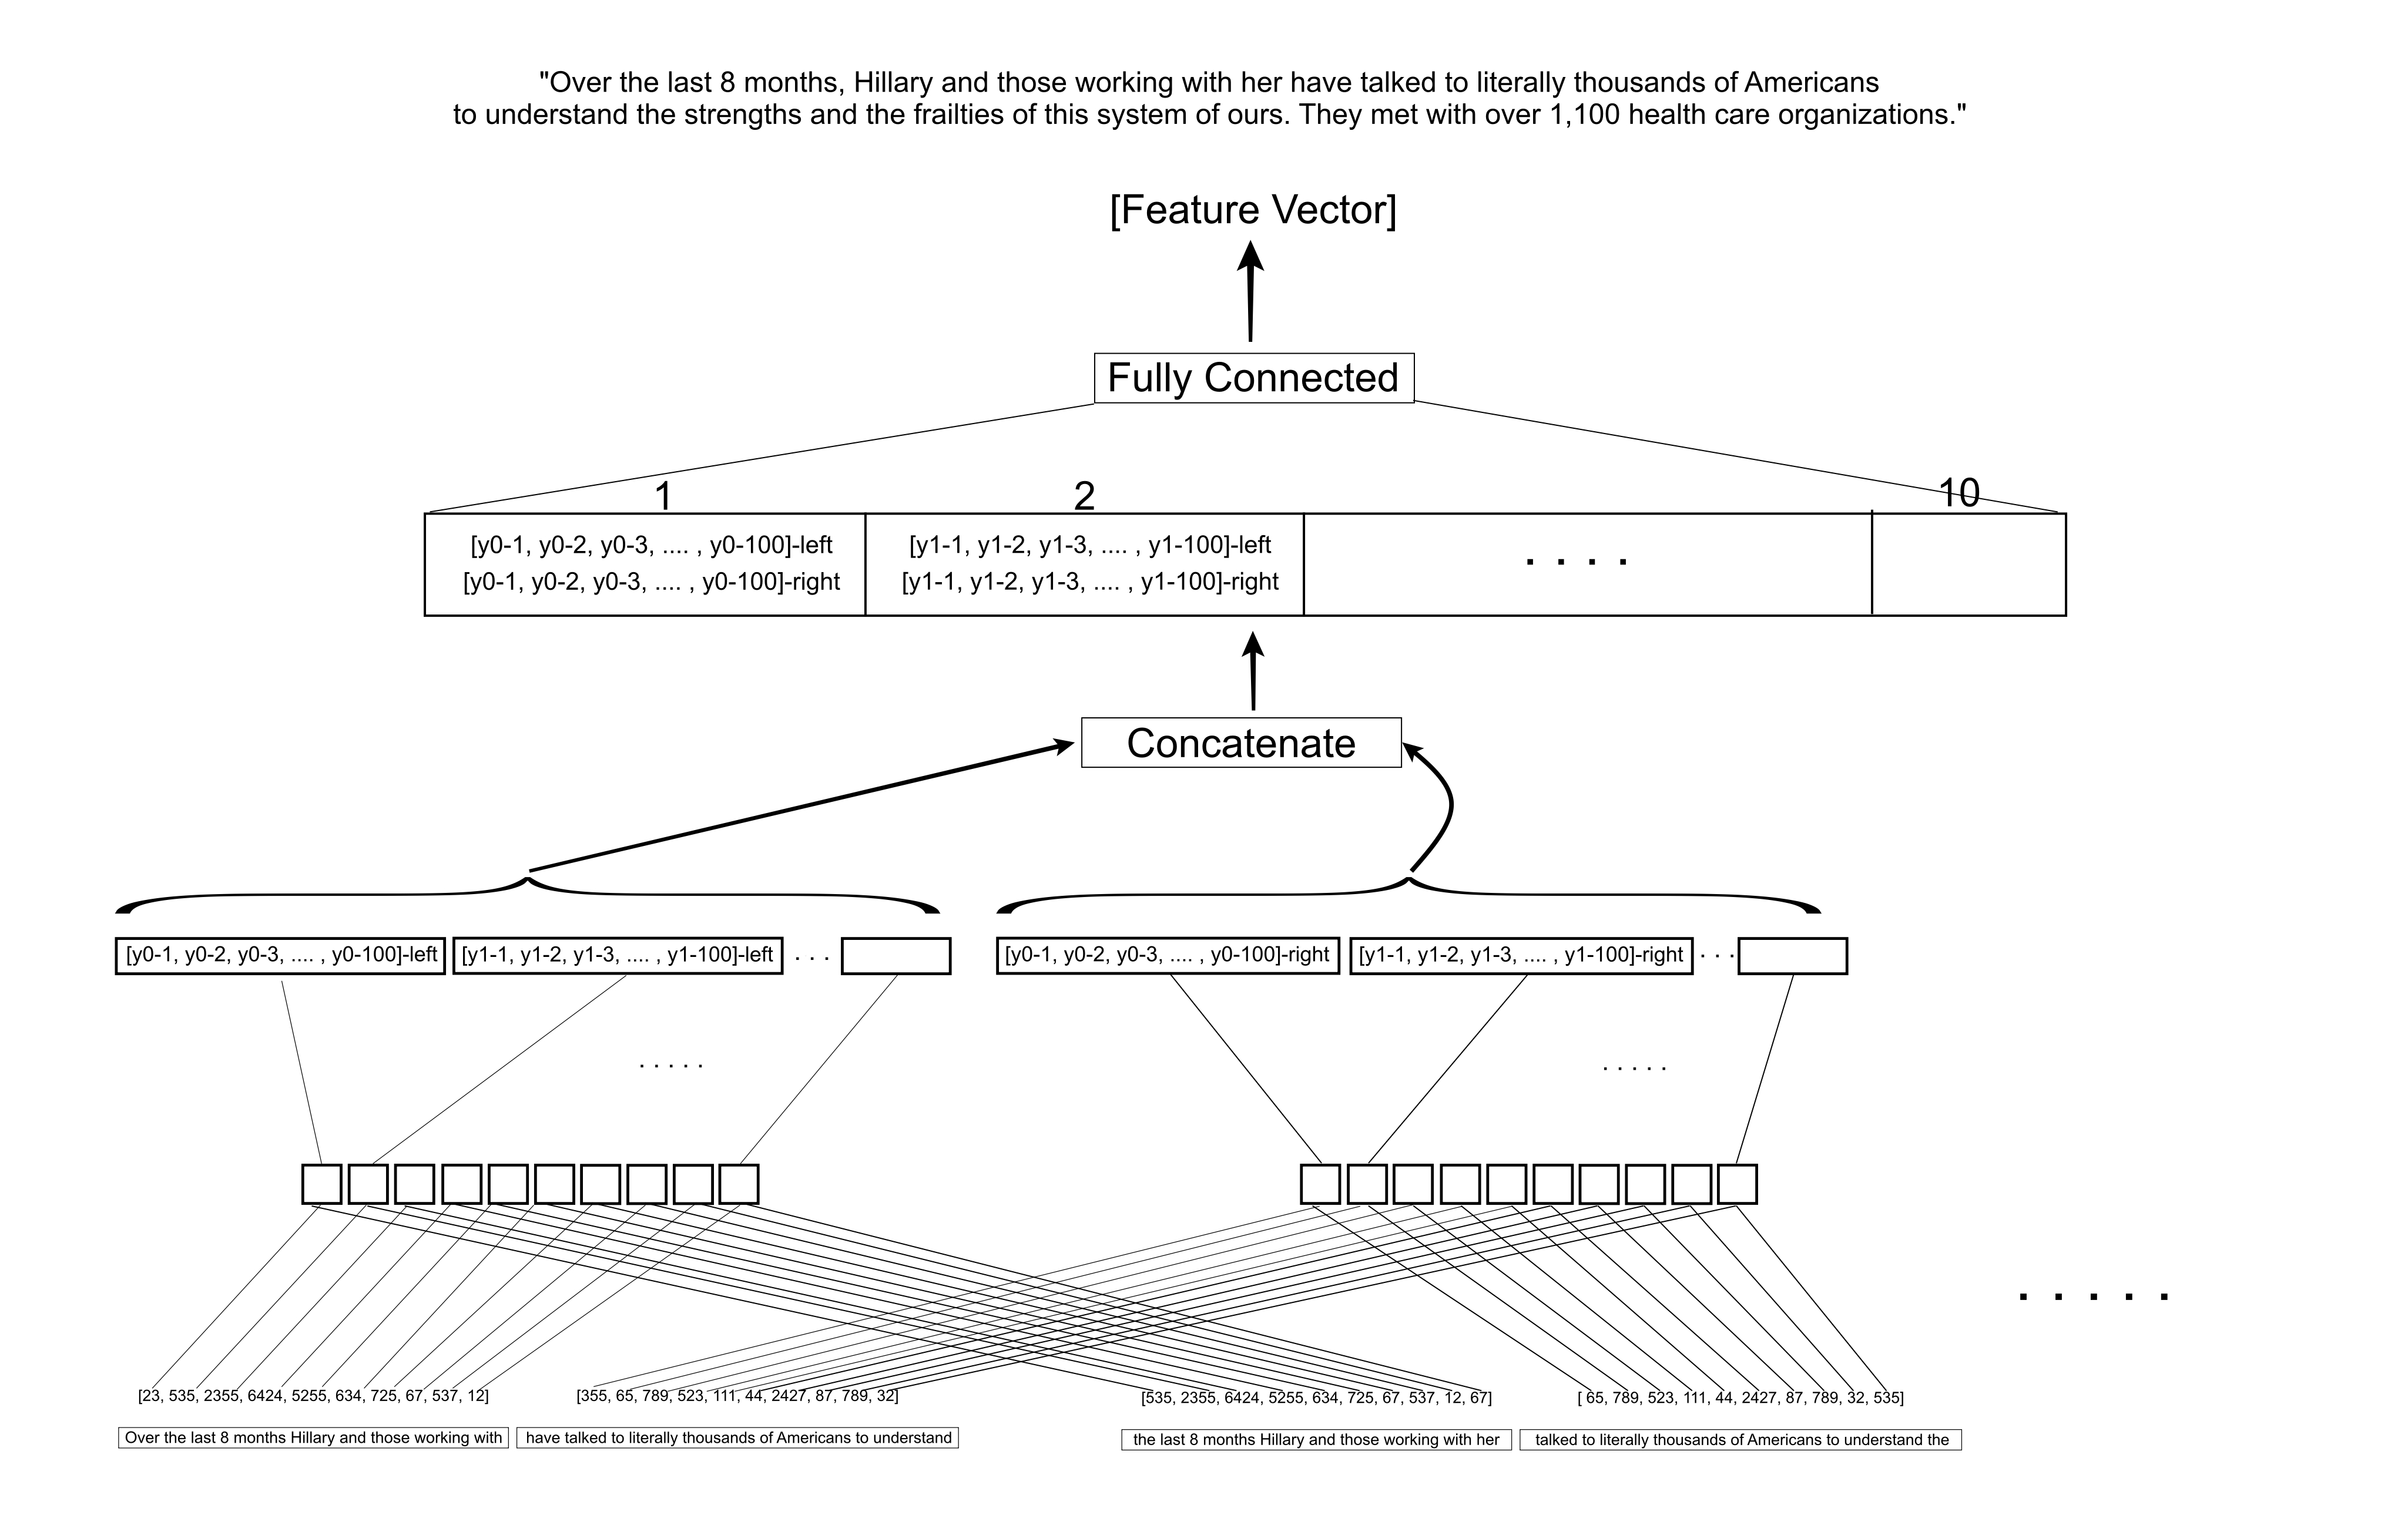 "Over the last 8 months, Hillary and those working with her have talked to literally thousands of Americans
to understand the strengths and the frailties of this system of ours. They met with over 1,100 health care organizations."
[Feature Vector]
Fully Connected
1 2 10
[y0-1, y0-2, y0-3, .... , y0-100]-left [y1-1, y1-2, y1-3, .... , y1-100]-left
. . . .
[y0-1, y0-2, y0-3, .... , y0-100]-right [y1-1, y1-2, y1-3, .... , y1-100]-right
Concatenate
[y0-1, y0-2, y0-3, .... , y0-100]-left [y1-1, y1-2, y1-3, .... , y1-100]-left . . . [y0-1, y0-2, y0-3, .... , y0-100]-right [y1-1, y1-2, y1-3, .... , y1-100]-right . . .
. . . . . . . . . .
. . . . .
[23, 535, 2355, 6424, 5255, 634, 725, 67, 537, 12] [355, 65, 789, 523, 111, 44, 2427, 87, 789, 32] [535, 2355, 6424, 5255, 634, 725, 67, 537, 12, 67] [ 65, 789, 523, 111, 44, 2427, 87, 789, 32, 535]
Over the last 8 months Hillary and those working with have talked to literally thousands of Americans to understand the last 8 months Hillary and those working with her talked to literally thousands of Americans to understand the